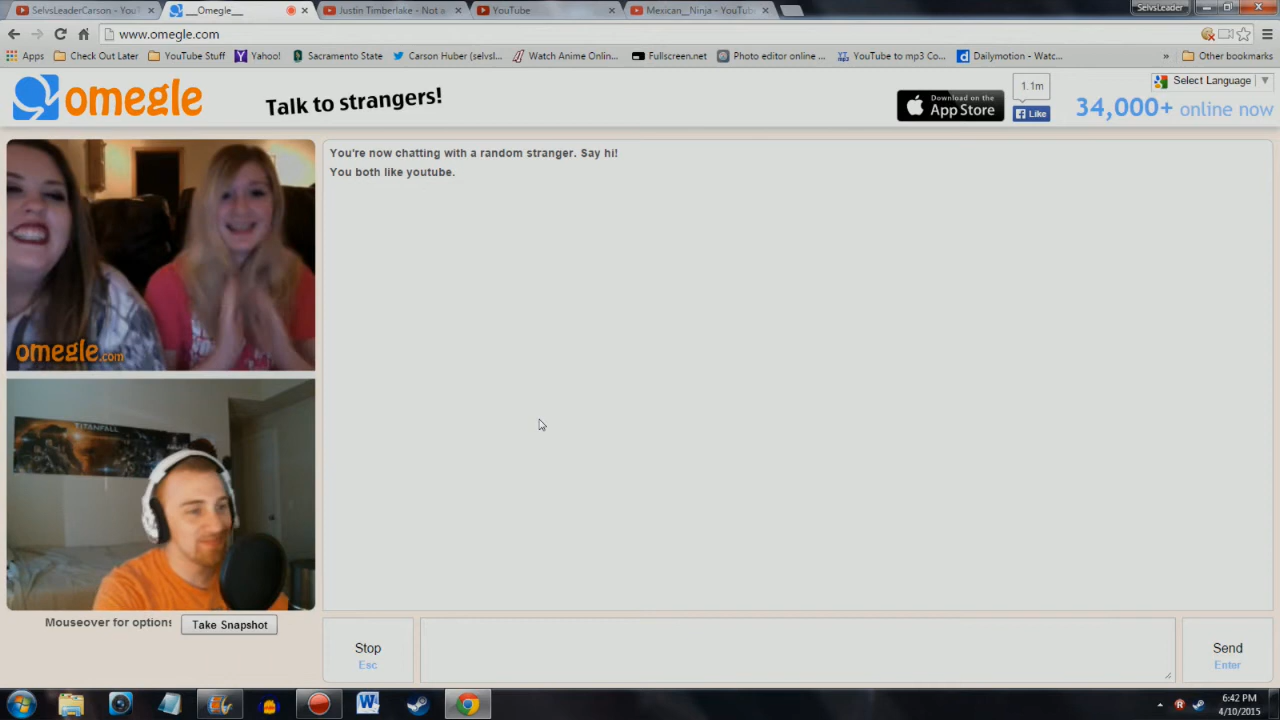 SelvsLeaderCarson - You
__Omegle__
Justin Timberlake - Not a
YouTube
Mexican__Ninja - YouTub
SelvsLeader
www.omegle.com
Apps
Check Out Later
YouTube Stuff
Yahoo!
Sacramento State
Carson Huber (selvsl...
Watch Anime Online,...
Fullscreen.net
Photo editor online ...
YouTube to mp3 Co...
Dailymotion - Watc...
»
Other bookmarks
omegle
Talk to strangers!
Download on the
App Store
1.1m
Like
Select Language
34,000+ online now
You're now chatting with a random stranger. Say hi!
You both like youtube.
omegle.com
TITANFALL
Mouseover for options
Take Snapshot
Stop
Esc
Send
Enter
6:42 PM
4/10/2015